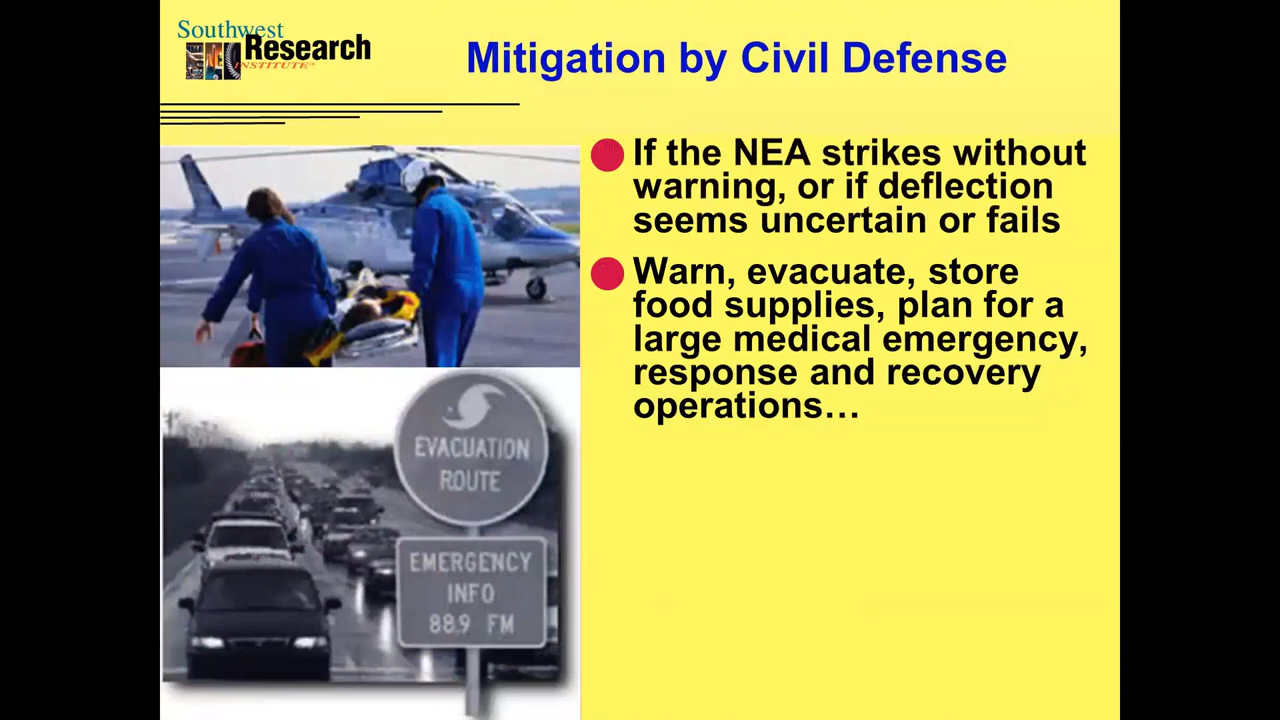 Southwest
Research
INSTITUTE
Mitigation by Civil Defense
If the NEA strikes without
warning, or if deflection
seems uncertain or fails
Warn, evacuate, store
food supplies, plan for a
large medical emergency,
response and recovery
operations…
EVACUATION
ROUTE
EMERGENCY
INFO
88.9 FM